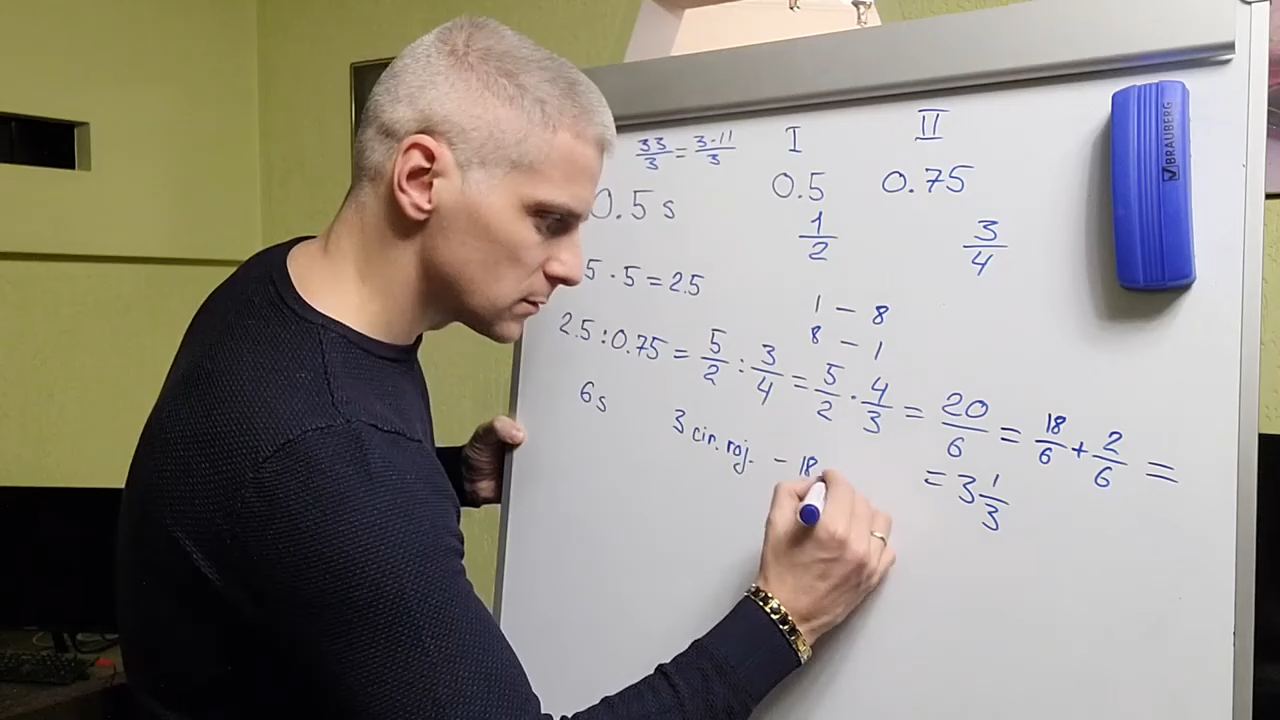 33/3 = 3·11/3
I
II
0.5 s
0.5
0.75
1/2
3/4
5 · 5 = 2.5
1 – 8
8 – 1
2.5 : 0.75 = 5/2 : 3/4 = 5/2 · 4/3 = 20/6 = 18/6 + 2/6 =
= 3 1/3
6s
3 cir. roj. – 18
BRAUBERG